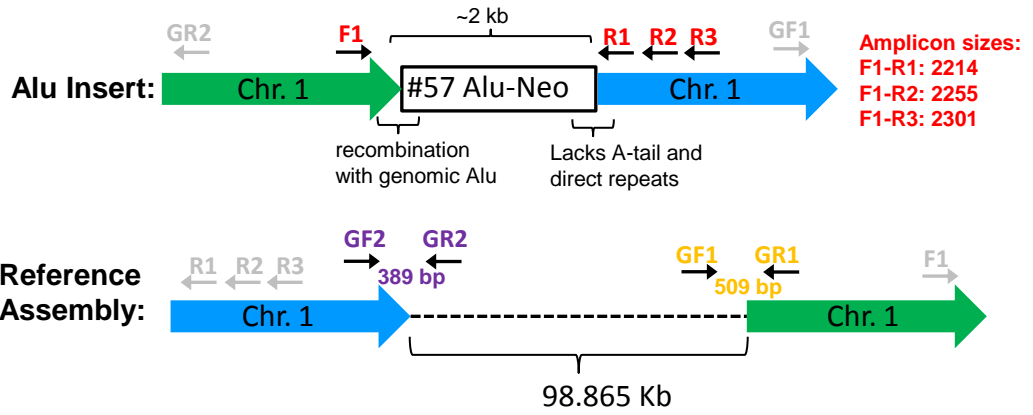 ~2 kb
GR2
F1
R1
R2
R3
GF1
Amplicon sizes:
F1-R1: 2214
F1-R2: 2255
F1-R3: 2301
Alu Insert:
Chr. 1
#57 Alu-Neo
Chr. 1
recombination
with genomic Alu
Lacks A-tail and
direct repeats
GF2
GR2
389 bp
GF1
GR1
509 bp
F1
R1
R2
R3
Reference
Assembly:
Chr. 1
Chr. 1
98.865 Kb